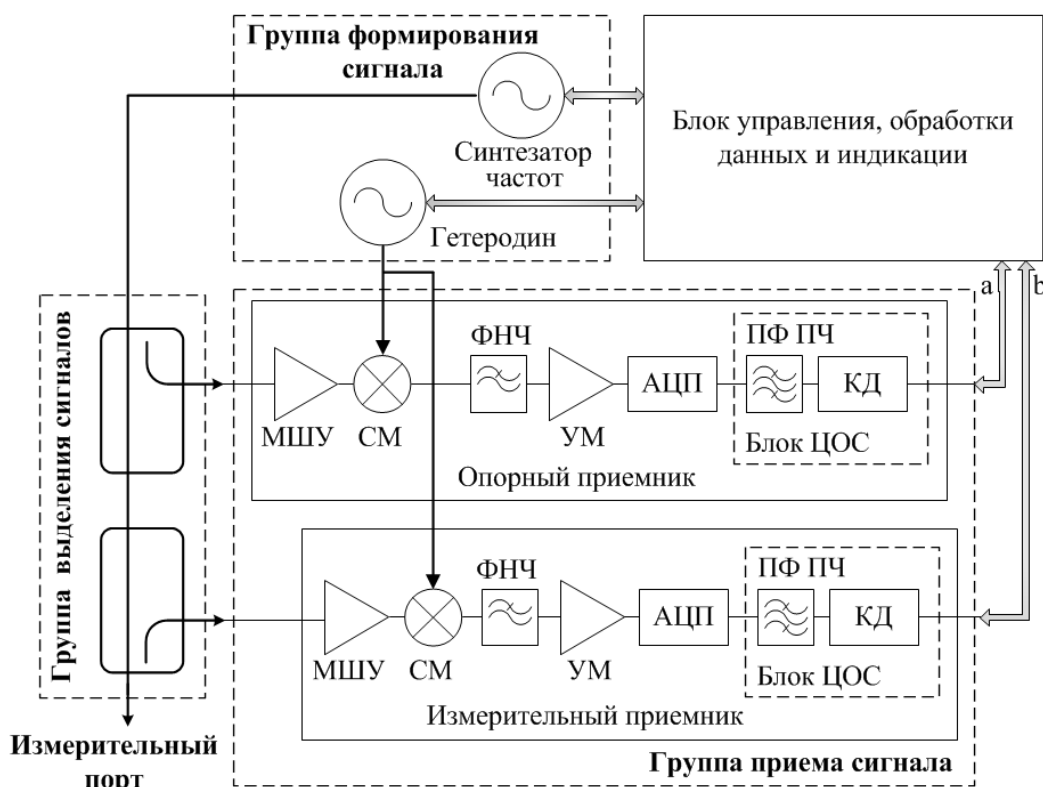 Группа формирования
сигнала
Синтезатор
частот
Гетеродин
Блок управления, обработки
данных и индикации
a
b
Группа выделения сигналов
ФНЧ
ПФ ПЧ
АЦП
КД
МШУ
СМ
УМ
Блок ЦОС
Опорный приемник
ФНЧ
ПФ ПЧ
АЦП
КД
МШУ
СМ
УМ
Блок ЦОС
Измерительный приемник
Группа приема сигнала
Измерительный
порт